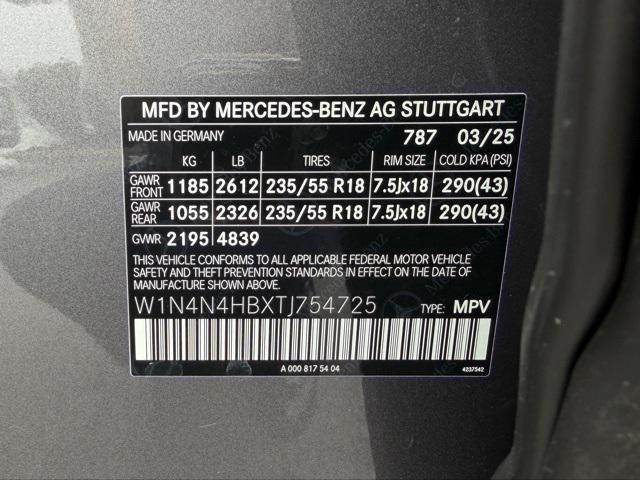 MFD BY MERCEDES-BENZ AG STUTTGART
MADE IN GERMANY 787 03/25
KG LB TIRES RIM SIZE COLD KPA (PSI)
GAWR FRONT 1185 2612 235/55 R18 7.5Jx18 290(43)
GAWR REAR 1055 2326 235/55 R18 7.5Jx18 290(43)
GVWR 2195 4839
THIS VEHICLE CONFORMS TO ALL APPLICABLE FEDERAL MOTOR VEHICLE
SAFETY STANDARDS, BUMPER STANDARDS, AND THEFT PREVENTION
STANDARDS IN EFFECT ON THE DATE OF
MANUFACTURE SHOWN ABOVE.
W1N4N4HBXTJ754725 TYPE: MPV
A 000 817 54 04 4237542